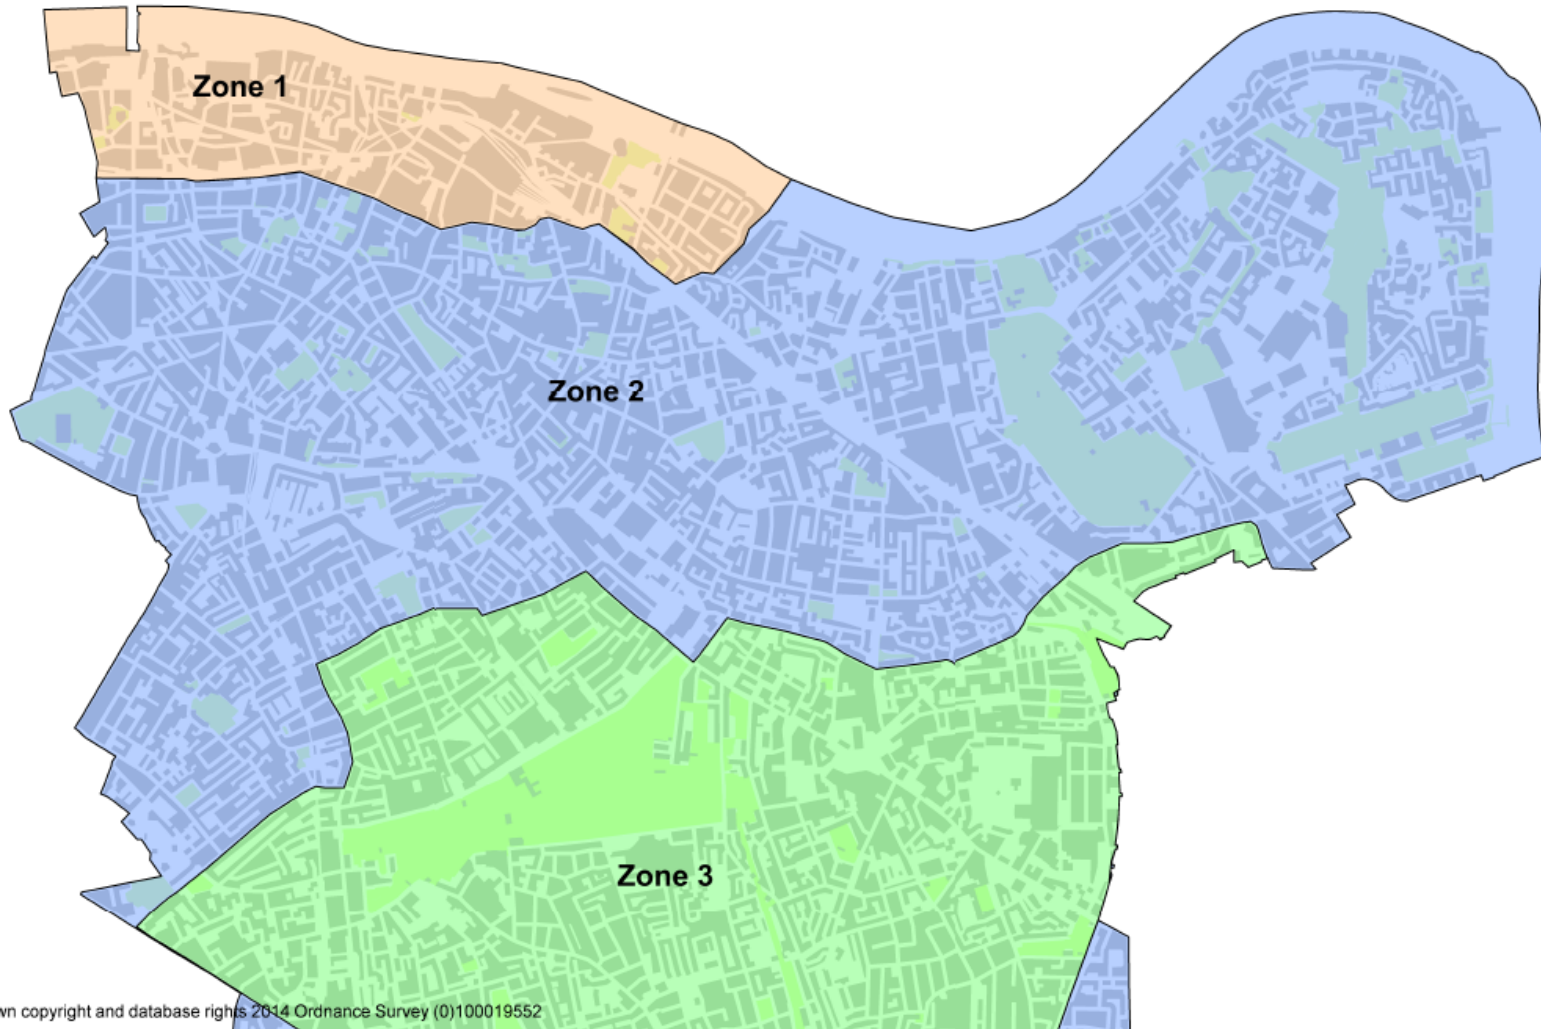 Zone 1
Zone 2
Zone 3
wn copyright and database rights 2014 Ordnance Survey (0)100019552